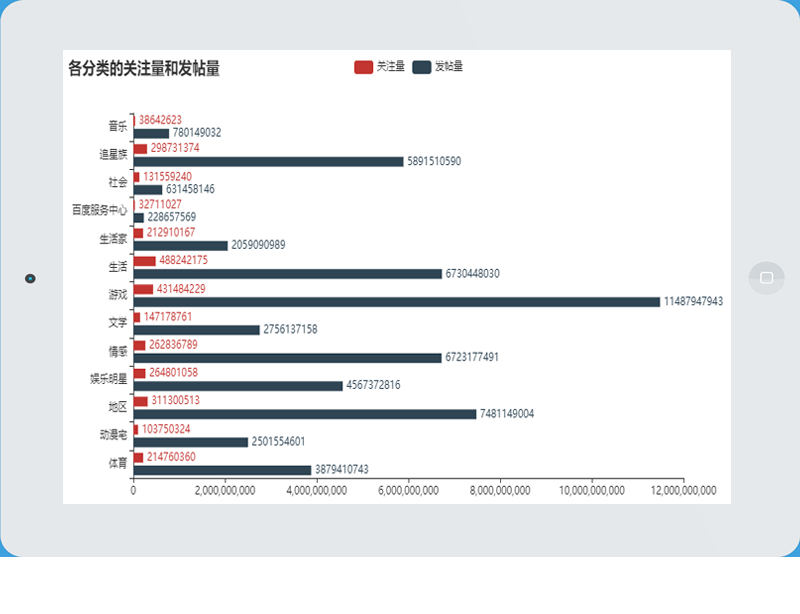 各分类的关注量和发帖量
关注量 发帖量
音乐 38642623
780149032
追星族 298731374
5891510590
社会 131559240
631458146
百度服务中心 32711027
228657569
生活家 212910167
2059090989
生活 488242175
6730448030
游戏 431484229
11487947943
文学 147178761
2756137158
情感 262836789
6723177491
娱乐明星 264801058
4567372816
地区 311300513
7481149004
动漫宅 103750324
2501554601
体育 214760360
3879410743
0 2,000,000,000 4,000,000,000 6,000,000,000 8,000,000,000 10,000,000,000 12,000,000,000